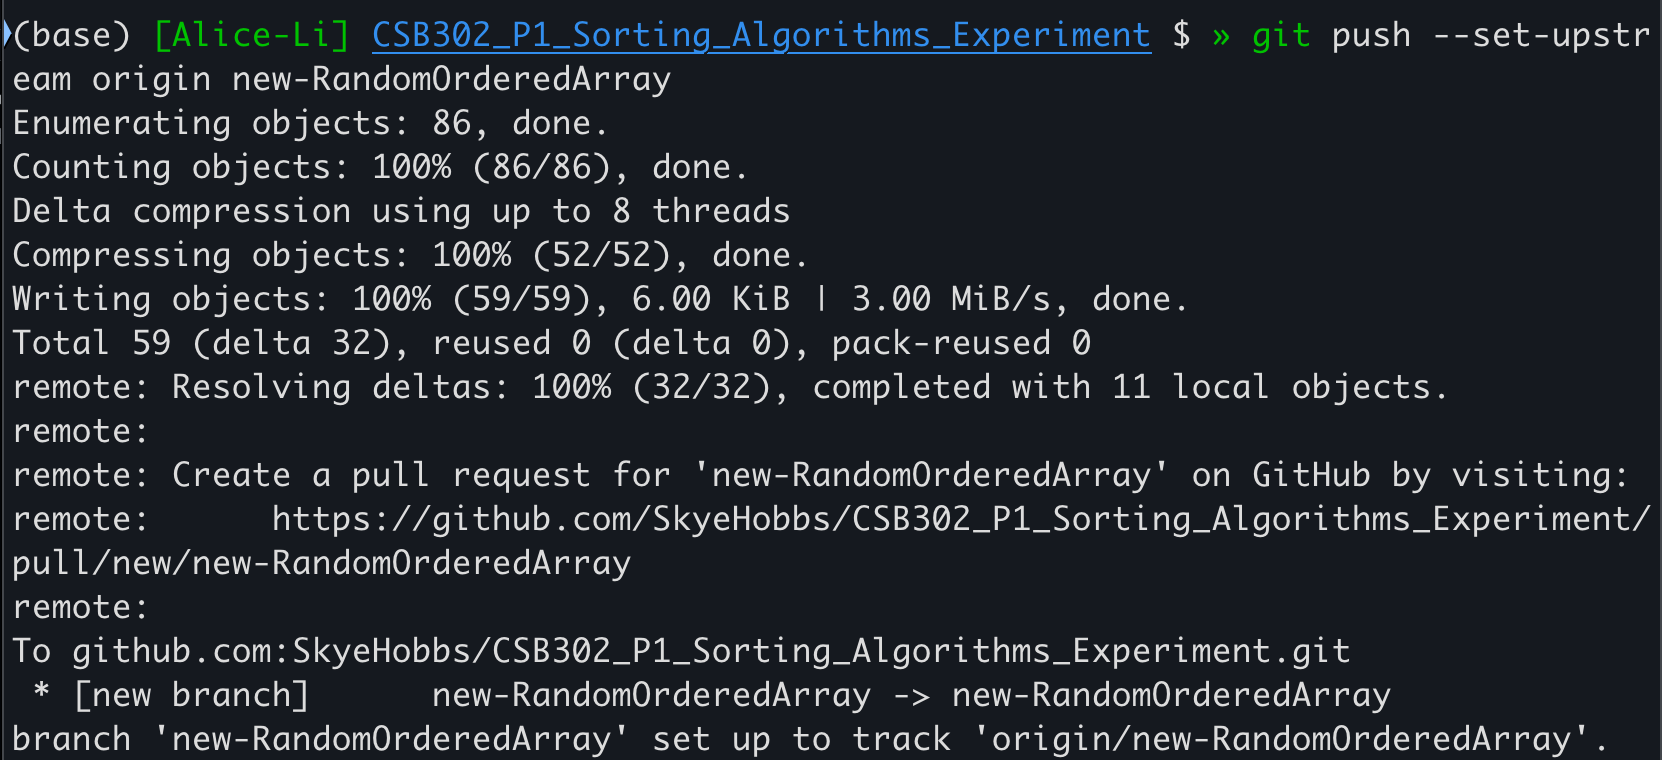 (base) [Alice-Li] CSB302_P1_Sorting_Algorithms_Experiment $ » git push --set-upstr
eam origin new-RandomOrderedArray
Enumerating objects: 86, done.
Counting objects: 100% (86/86), done.
Delta compression using up to 8 threads
Compressing objects: 100% (52/52), done.
Writing objects: 100% (59/59), 6.00 KiB | 3.00 MiB/s, done.
Total 59 (delta 32), reused 0 (delta 0), pack-reused 0
remote: Resolving deltas: 100% (32/32), completed with 11 local objects.
remote:
remote: Create a pull request for 'new-RandomOrderedArray' on GitHub by visiting:
remote:      https://github.com/SkyeHobbs/CSB302_P1_Sorting_Algorithms_Experiment/
pull/new/new-RandomOrderedArray
remote:
To github.com:SkyeHobbs/CSB302_P1_Sorting_Algorithms_Experiment.git
 * [new branch]      new-RandomOrderedArray -> new-RandomOrderedArray
branch 'new-RandomOrderedArray' set up to track 'origin/new-RandomOrderedArray'.